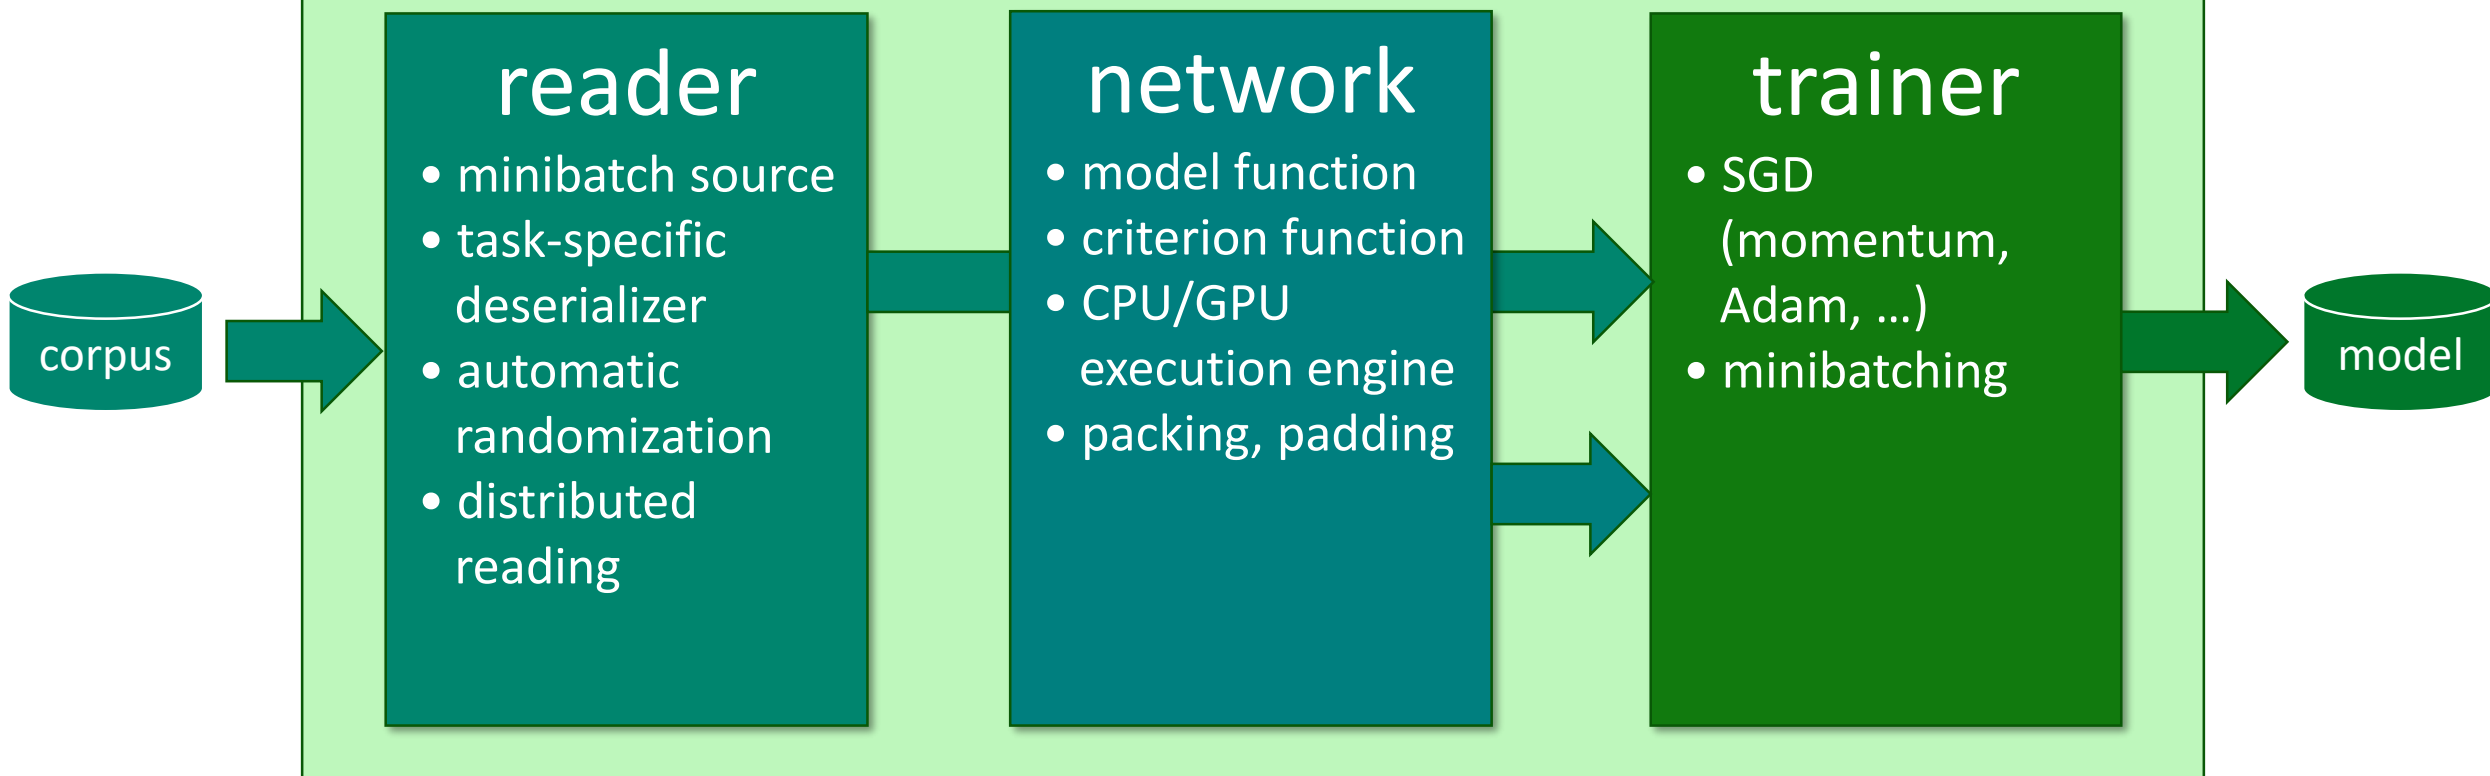 corpus
reader
• minibatch source
• task-specific
deserializer
• automatic
randomization
• distributed
reading
network
• model function
• criterion function
• CPU/GPU
execution engine
• packing, padding
trainer
• SGD
(momentum,
Adam, …)
• minibatching
model